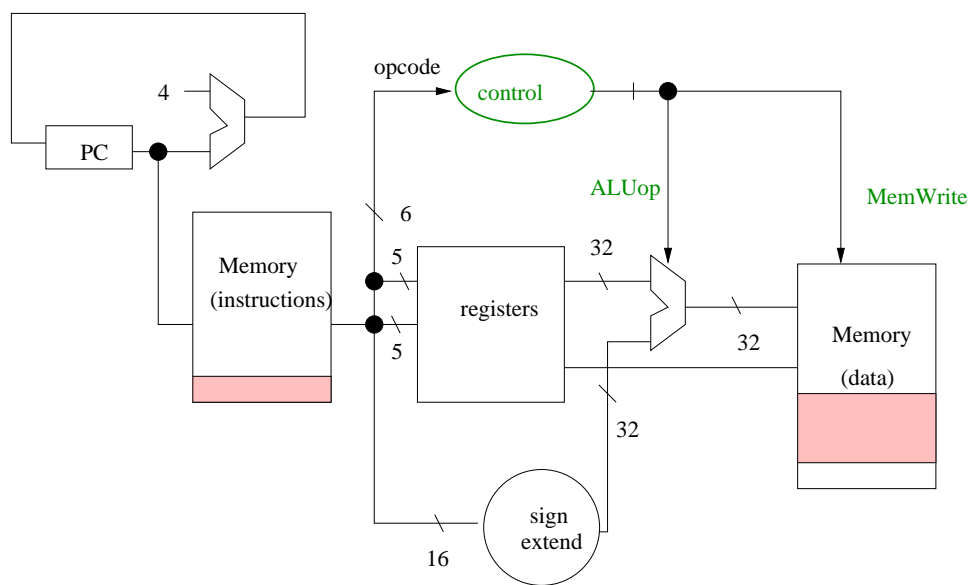 opcode
4
control
PC
ALUop
MemWrite
6
5
32
Memory
(instructions)
registers
5
32
Memory
(data)
32
sign
extend
16